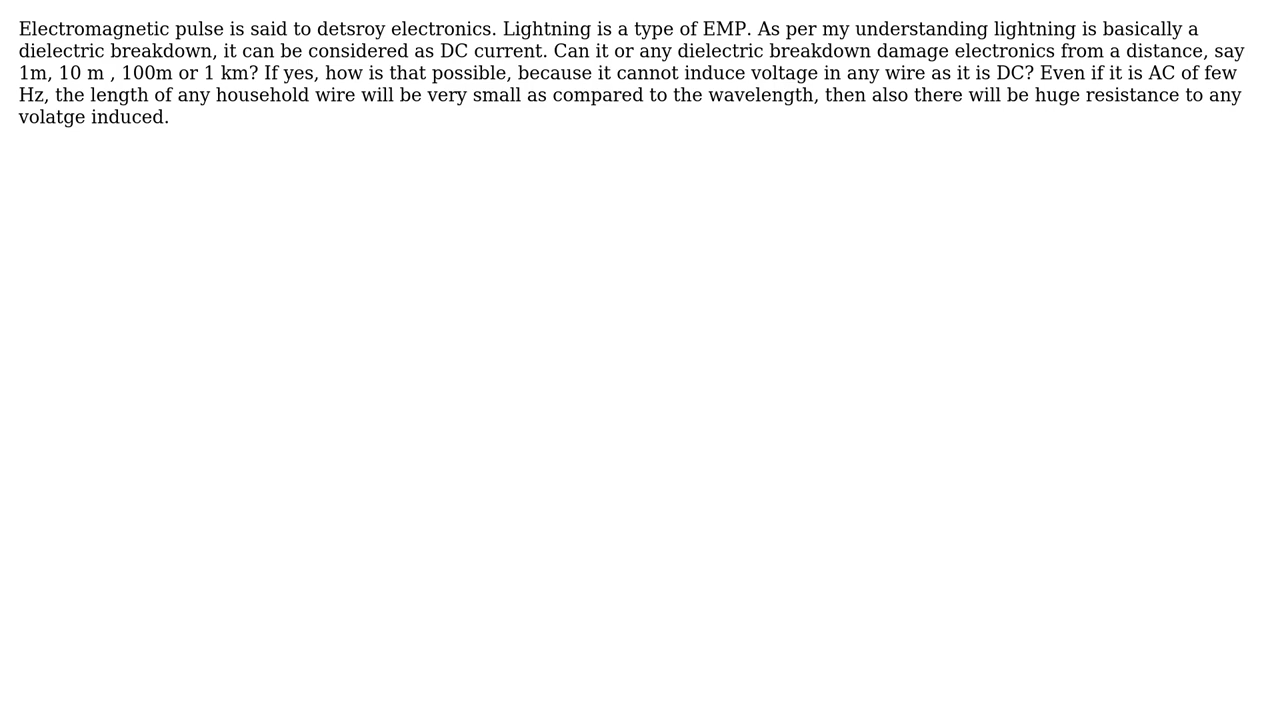 Electromagnetic pulse is said to detsroy electronics. Lightning is a type of EMP. As per my understanding lightning is basically a
dielectric breakdown, it can be considered as DC current. Can it or any dielectric breakdown damage electronics from a distance, say
1m, 10 m , 100m or 1 km? If yes, how is that possible, because it cannot induce voltage in any wire as it is DC? Even if it is AC of few
Hz, the length of any household wire will be very small as compared to the wavelength, then also there will be huge resistance to any
volatge induced.